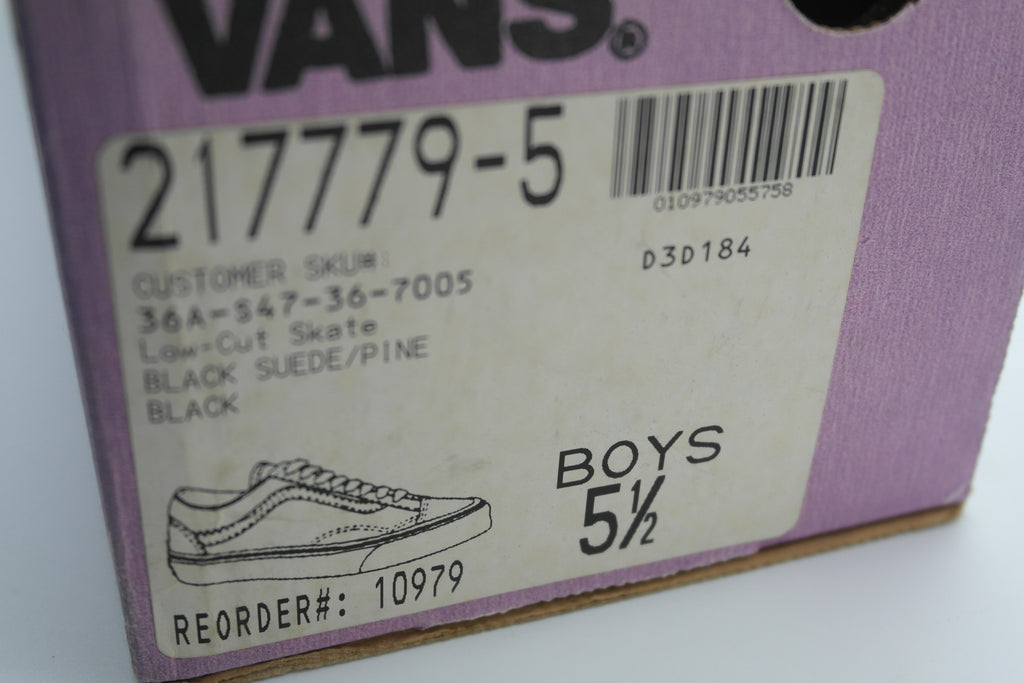 VANS®
217779-5
010979055758
D3D184
CUSTOMER SKU#:
36A-S47-36-7005
Low-Cut Skate
BLACK SUEDE/PINE
BLACK
BOYS
5½
REORDER#: 10979